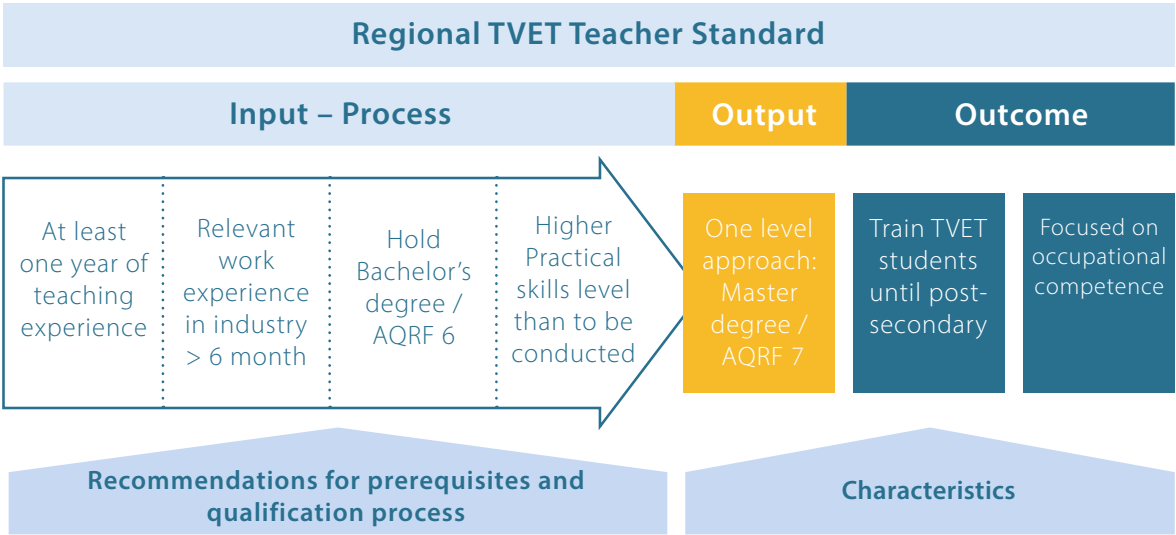 Regional TVET Teacher Standard
Input – Process
Output
Outcome
At least
one year of
teaching
experience
Relevant
work
experience
in industry
> 6 month
Hold
Bachelor's
degree /
AQRF 6
Higher
Practical
skills level
than to be
conducted
One level
approach:
Master
degree /
AQRF 7
Train TVET
students
until post-
secondary
Focused on
occupational
competence
Recommendations for prerequisites and
qualification process
Characteristics